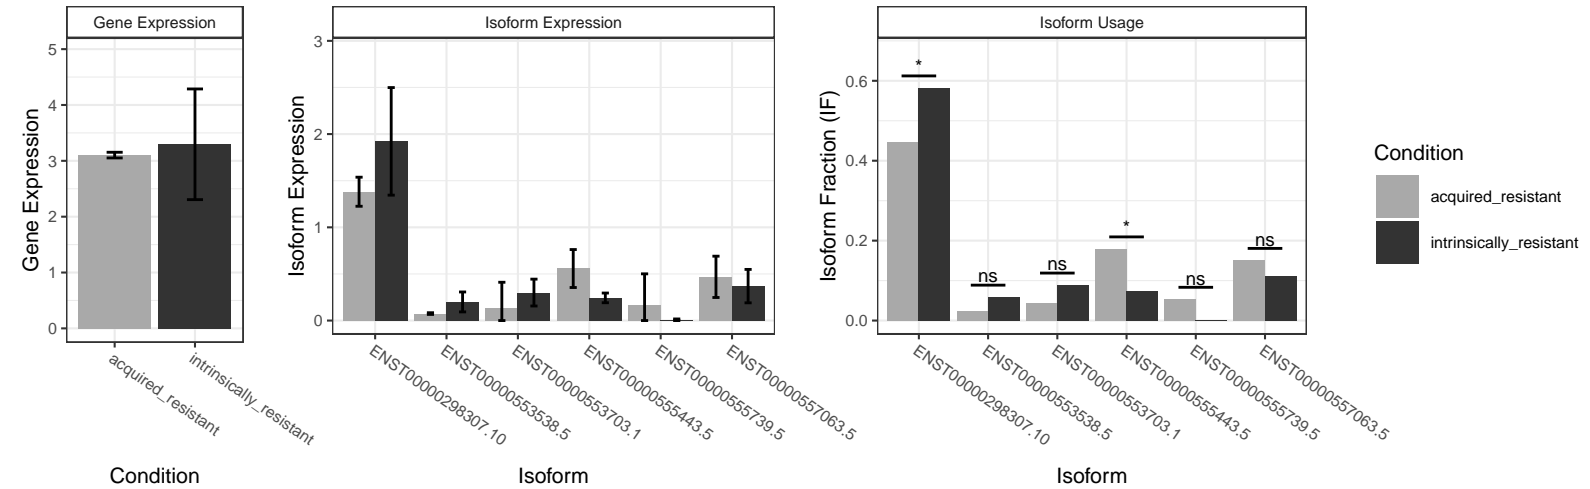 Gene Expression
Isoform Expression
Isoform Usage
Gene Expression
5
4
3
2
1
0
acquired_resistant
intrinsically_resistant
Condition
Isoform Expression
3
2
1
0
ENST00000298307.10
ENST00000553538.5
ENST00000553703.1
ENST00000555443.5
ENST00000555739.5
ENST00000557063.5
Isoform
Isoform Fraction (IF)
0.6
0.4
0.2
0.0
*
ns
ns
*
ns
ns
ENST00000298307.10
ENST00000553538.5
ENST00000553703.1
ENST00000555443.5
ENST00000555739.5
ENST00000557063.5
Isoform
Condition
acquired_resistant
intrinsically_resistant